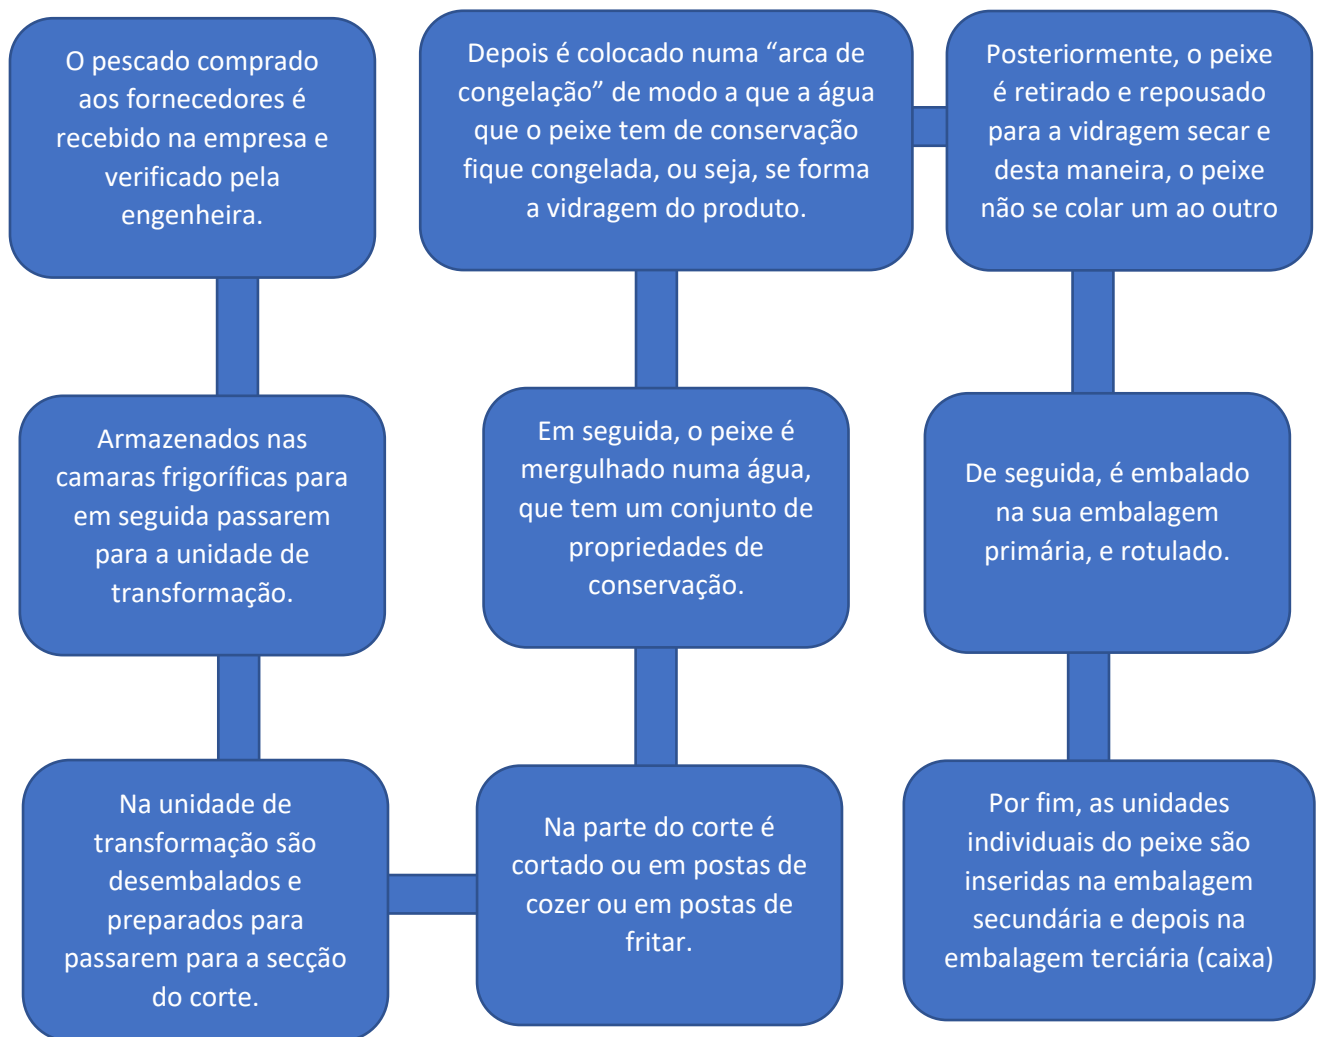 O pescado comprado
aos fornecedores é
recebido na empresa e
verificado pela
engenheira.
Armazenados nas
camaras frigoríficas para
em seguida passarem
para a unidade de
transformação.
Na unidade de
transformação são
desembalados e
preparados para
passarem para a secção
do corte.
Na parte do corte é
cortado ou em postas de
cozer ou em postas de
fritar.
Em seguida, o peixe é
mergulhado numa água,
que tem um conjunto de
propriedades de
conservação.
Depois é colocado numa “arca de
congelação” de modo a que a água
que o peixe tem de conservação
fique congelada, ou seja, se forma
a vidragem do produto.
Posteriormente, o peixe
é retirado e repousado
para a vidragem secar e
desta maneira, o peixe
não se colar um ao outro
De seguida, é embalado
na sua embalagem
primária, e rotulado.
Por fim, as unidades
individuais do peixe são
inseridas na embalagem
secundária e depois na
embalagem terciária (caixa)